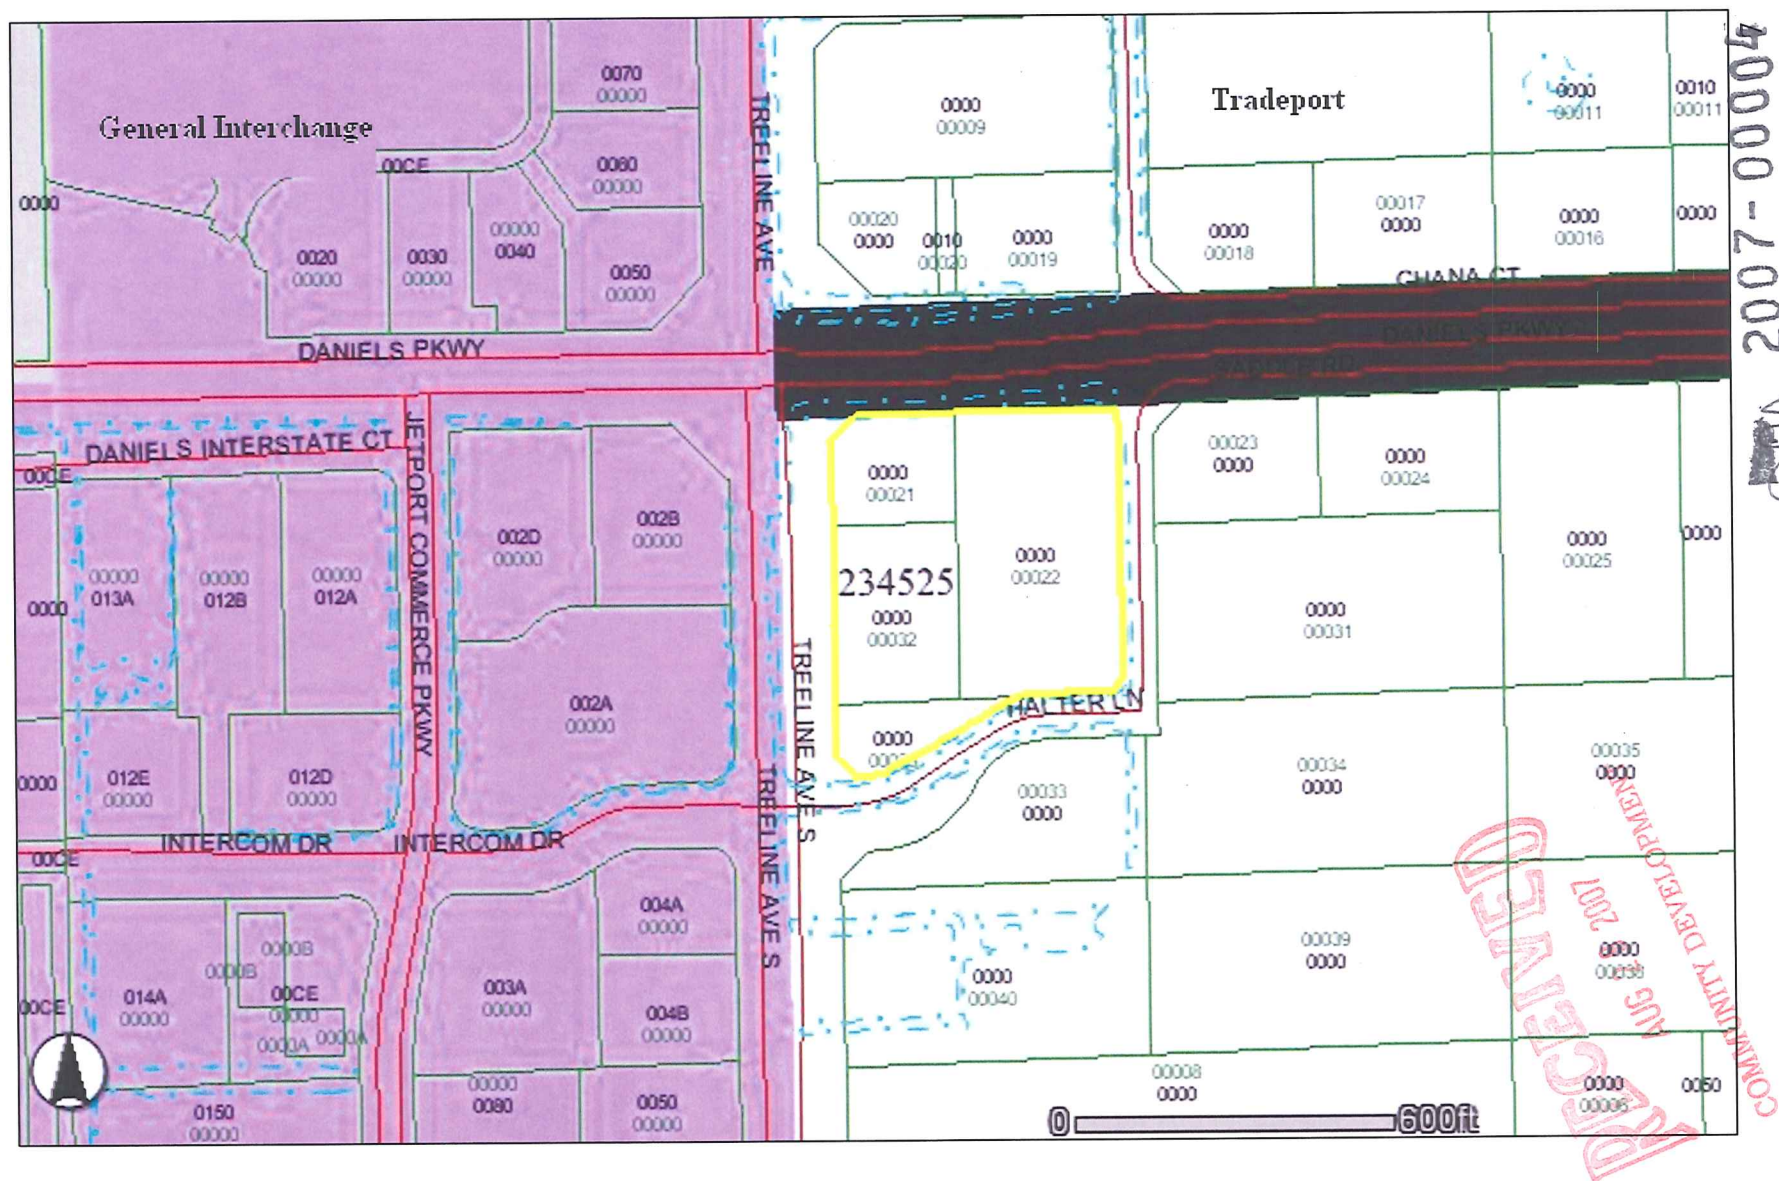 General Interchange
Tradeport
2007-00007
0070
00000
0000
00009
0000
00011
0010
00011
00CE
0060
00000
0000
0020
00000
0030
00000
00000
0040
0050
00000
00020
0000
0010
00020
0000
00019
0000
00018
00017
0000
0000
00016
0000
TREELINE AVE
CHANA CT
DANIELS PKWY
DANIELS PKWY
SADDLE RD
DANIELS INTERSTATE CT
JETPORT COMMERCE PKWY
00CE
002D
00000
002B
00000
0000
00021
00023
0000
0000
00024
0000
00025
0000
0000
00022
234525
0000
00032
0000
00031
0000
00000
013A
00000
012B
00000
012A
002A
00000
TREELINE AVE S
HALTER LN
0000
0000
012E
00000
012D
00000
00033
0000
00034
0000
00035
0000
TREELINE AVE S
INTERCOM DR
INTERCOM DR
00CE
004A
00000
0000B
0000B
014A
00000
00CE
00000
0000A
0000A
00CE
003A
00000
004B
00000
0000
00040
00039
0000
0000
0150
00000
00000
0080
0050
00000
00008
0000
0000
00006
0050
0
600ft
RECEIVED
AUG 2007
COMMUNITY DEVELOPMENT